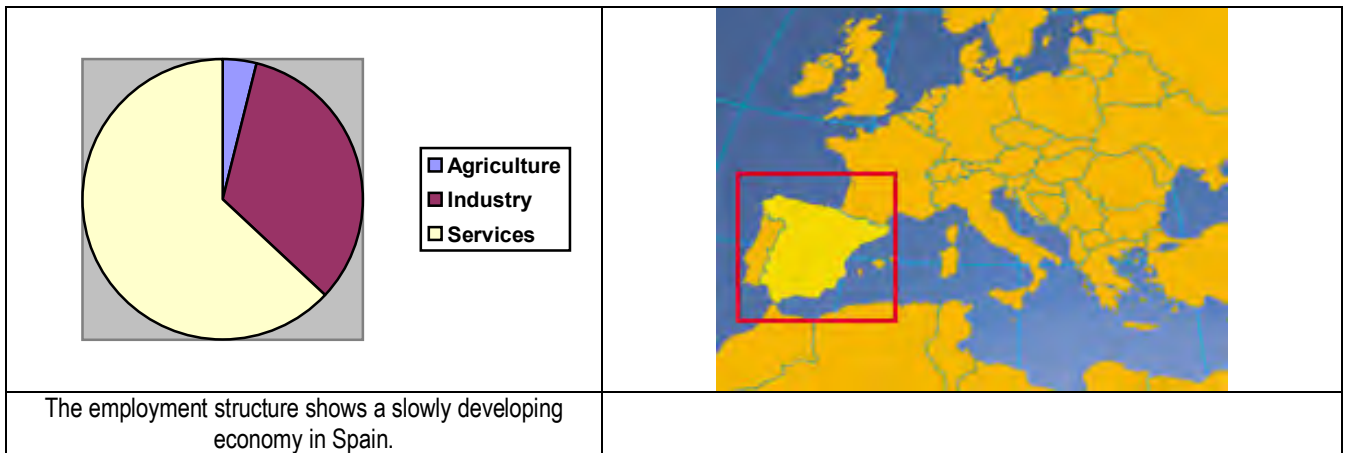 Agriculture
Industry
Services
The employment structure shows a slowly developing
economy in Spain.